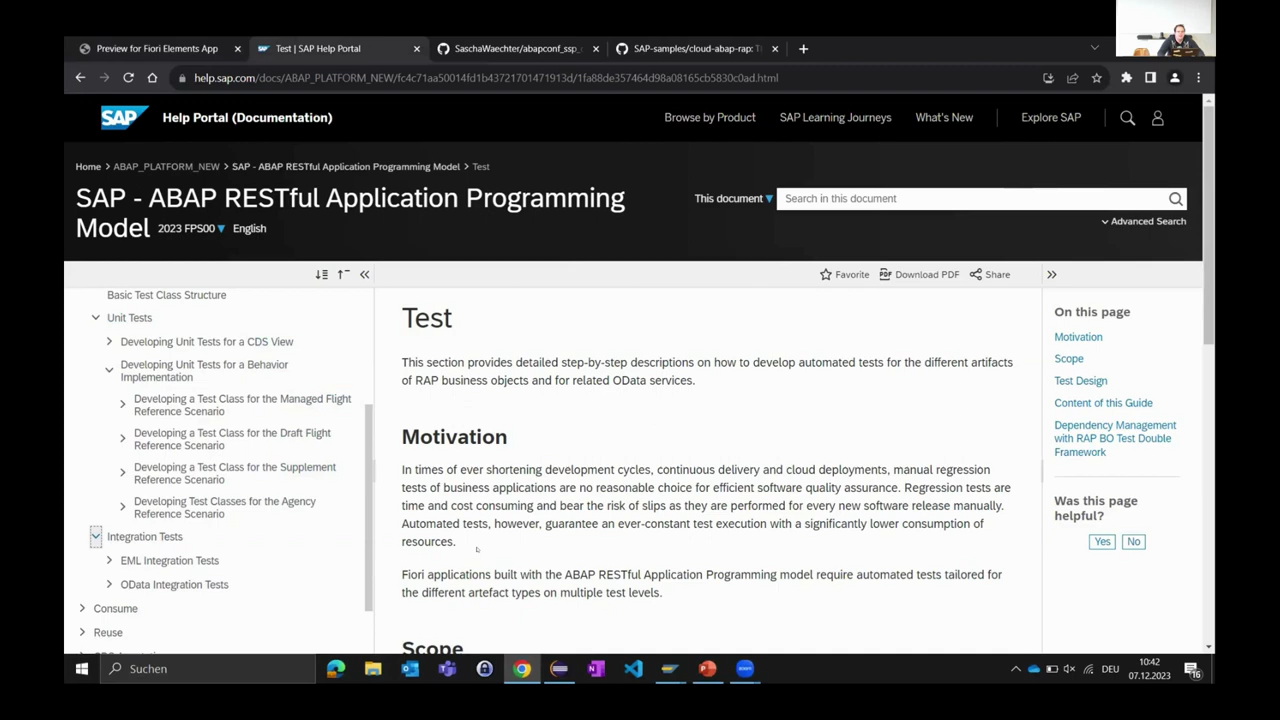 Preview for Fiori Elements App
Test | SAP Help Portal
SaschaWaechter/abapconf_ssp_
SAP-samples/cloud-abap-rap: T
help.sap.com/docs/ABAP_PLATFORM_NEW/fc4c71aa50014fd1b43721701471913d/1fa88de357464d98a08165cb5830c0ad.html
SAP
Help Portal (Documentation)
Browse by Product
SAP Learning Journeys
What's New
Explore SAP
Home > ABAP_PLATFORM_NEW > SAP - ABAP RESTful Application Programming Model > Test
SAP - ABAP RESTful Application Programming
Model 2023 FPS00 English
This document
Search in this document
Advanced Search
Favorite
PDF Download PDF
Share
Basic Test Class Structure
Unit Tests
Developing Unit Tests for a CDS View
Developing Unit Tests for a Behavior
Implementation
Developing a Test Class for the Managed Flight
Reference Scenario
Developing a Test Class for the Draft Flight
Reference Scenario
Developing a Test Class for the Supplement
Reference Scenario
Developing Test Classes for the Agency
Reference Scenario
Integration Tests
EML Integration Tests
OData Integration Tests
Consume
Reuse
Test
This section provides detailed step-by-step descriptions on how to develop automated tests for the different artifacts
of RAP business objects and for related OData services.
Motivation
In times of ever shortening development cycles, continuous delivery and cloud deployments, manual regression
tests of business applications are no reasonable choice for efficient software quality assurance. Regression tests are
time and cost consuming and bear the risk of slips as they are performed for every new software release manually.
Automated tests, however, guarantee an ever-constant test execution with a significantly lower consumption of
resources.
Fiori applications built with the ABAP RESTful Application Programming model require automated tests tailored for
the different artefact types on multiple test levels.
Scope
On this page
Motivation
Scope
Test Design
Content of this Guide
Dependency Management
with RAP BO Test Double
Framework
Was this page
helpful?
Yes
No
Suchen
DEU
10:42
07.12.2023
16